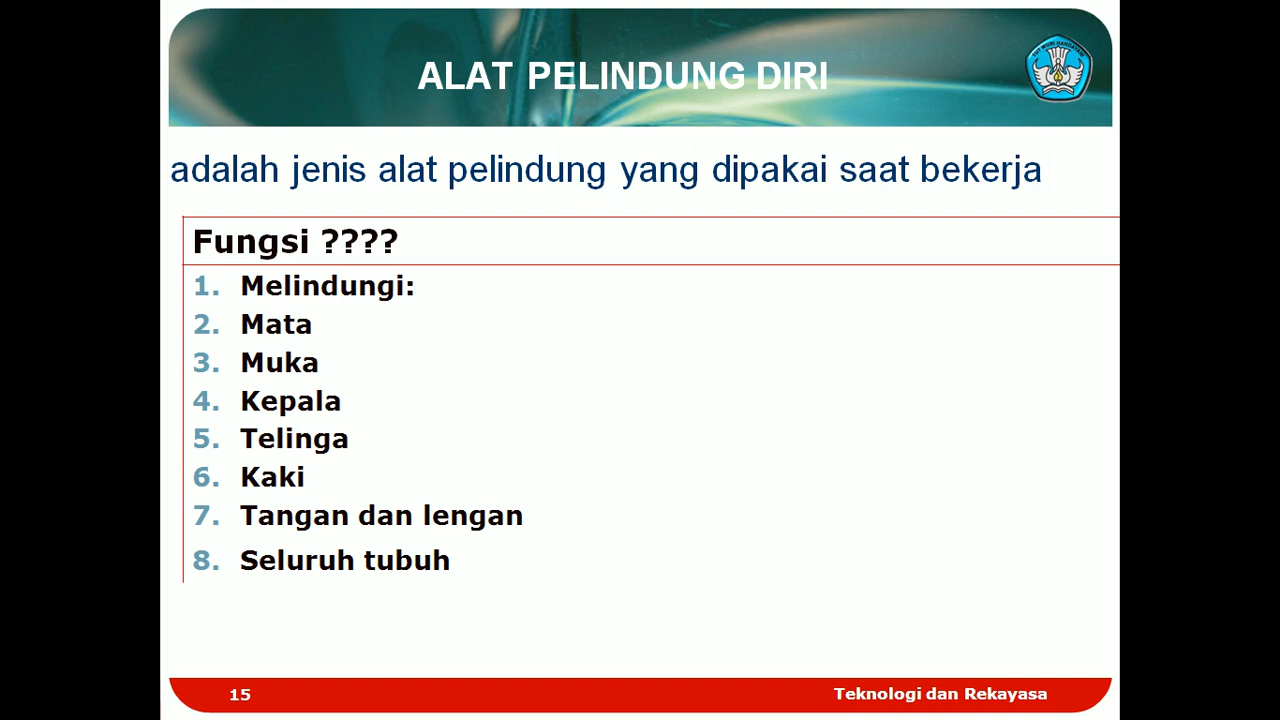 ALAT PELINDUNG DIRI
adalah jenis alat pelindung yang dipakai saat bekerja
Fungsi ????
1. Melindungi:
2. Mata
3. Muka
4. Kepala
5. Telinga
6. Kaki
7. Tangan dan lengan
8. Seluruh tubuh
15
Teknologi dan Rekayasa